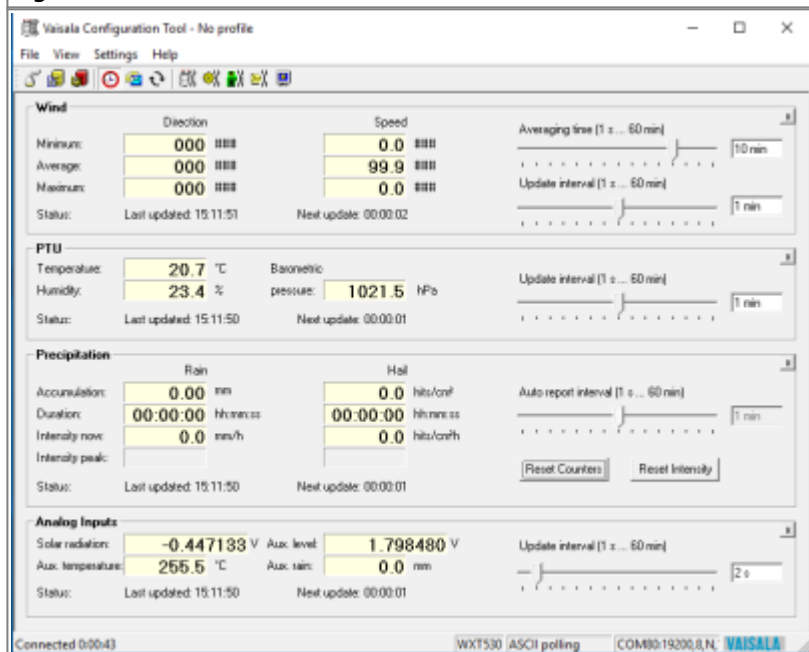 Vaisala Configuration Tool - No profile
File View Settings Help
Wind
Direction Speed
Averaging time (1 s ... 60 min)
Minimum: 000 ### 0.0 ###
10 min
Average: 000 ### 99.9 ###
Maximum: 000 ### 0.0 ###
Update interval (1 s ... 60 min)
1 min
Status: Last updated: 15:11:51 Next update: 00:00:02
PTU
Temperature: 20.7 °C Barometric
Humidity: 23.4 % pressure: 1021.5 hPa
Update interval (1 s ... 60 min)
1 min
Status: Last updated: 15:11:50 Next update: 00:00:01
Precipitation
Rain Hail
Accumulation: 0.00 mm 0.0 hits/cm²
Auto report interval (1 s ... 60 min)
Duration: 00:00:00 hh:mm:ss 00:00:00 hh:mm:ss
1 min
Intensity now: 0.0 mm/h 0.0 hits/cm²h
Intensity peak:
Reset Counters Reset Intensity
Status: Last updated: 15:11:50 Next update: 00:00:01
Analog Inputs
Solar radiation: -0.447133 V Aux. level: 1.798480 V
Update interval (1 s ... 60 min)
Aux. temperature: 255.5 °C Aux. rain: 0.0 mm
2 s
Status: Last updated: 15:11:50 Next update: 00:00:01
Connected 0:00:43 WXT530 ASCII polling COM80:19200,8,N, VAISALA